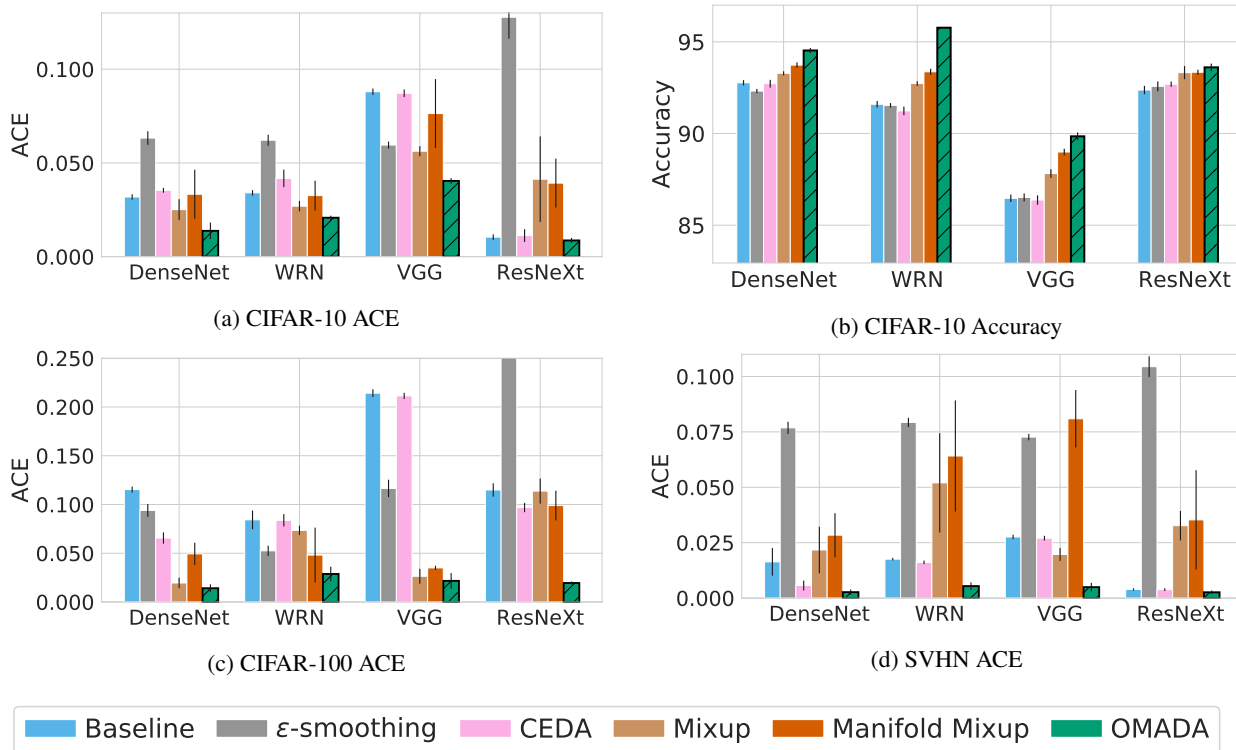 ACE
0.100
0.050
0.000
DenseNet WRN VGG ResNeXt
(a) CIFAR-10 ACE
Accuracy
95
90
85
DenseNet WRN VGG ResNeXt
(b) CIFAR-10 Accuracy
ACE
0.250
0.200
0.150
0.100
0.050
0.000
DenseNet WRN VGG ResNeXt
(c) CIFAR-100 ACE
ACE
0.100
0.075
0.050
0.025
0.000
DenseNet WRN VGG ResNeXt
(d) SVHN ACE
Baseline ε-smoothing CEDA Mixup Manifold Mixup OMADA